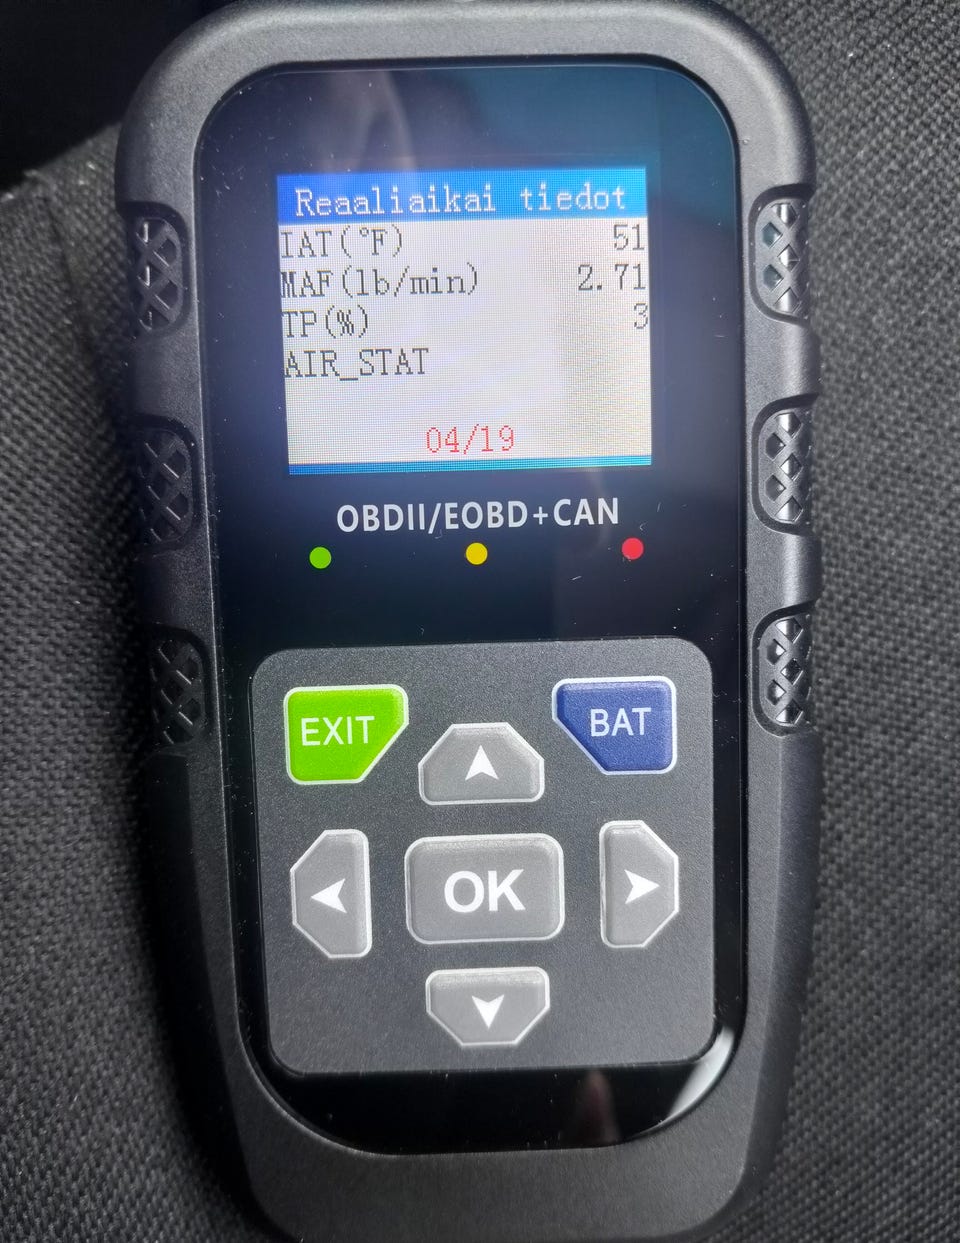 Reaaliaikai tiedot
IAT(°F) 51
MAF(lb/min) 2.71
TP(%) 3
AIR_STAT
04/19
OBDII/EOBD+CAN
EXIT
BAT
OK